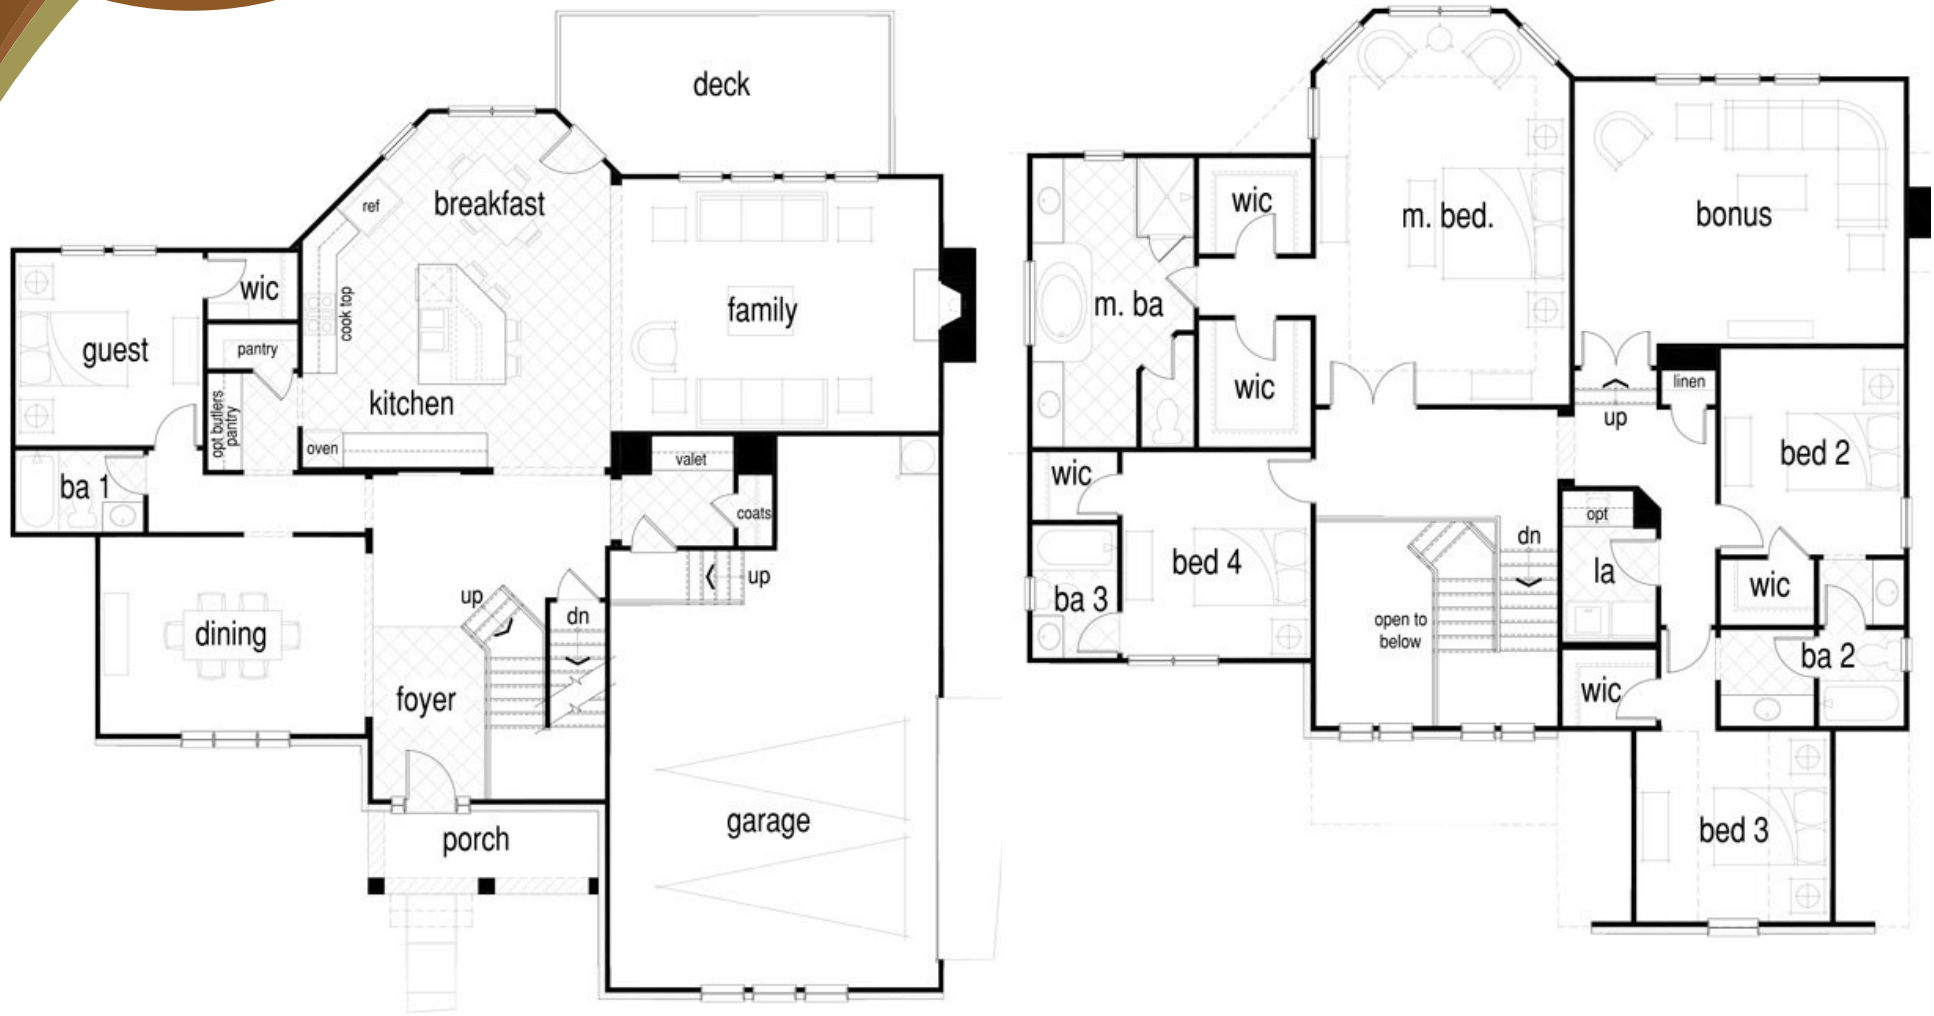 deck
breakfast
ref
wic
guest
pantry
cook top
family
opt butlers
pantry
kitchen
oven
valet
ba 1
coats
up
up
dn
dining
foyer
garage
porch
wic
m. bed.
bonus
m. ba
wic
linen
up
bed 2
wic
opt
dn
bed 4
la
wic
ba 3
open to
below
ba 2
wic
bed 3